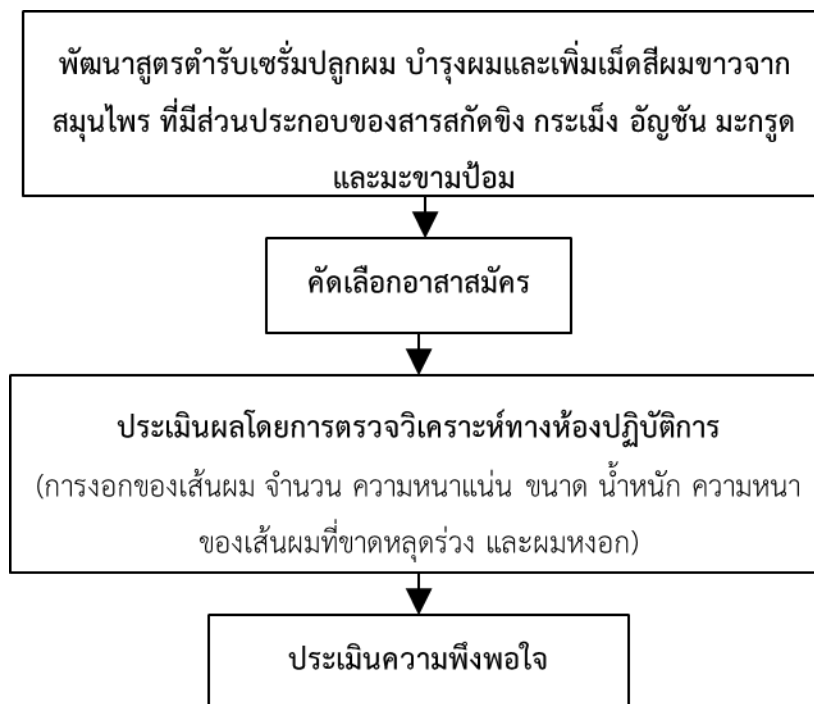 พัฒนาสูตรตำรับเซรั่มปลูกผม บำรุงผมและเพิ่มเม็ดสีผมขาวจาก
สมุนไพร ที่มีส่วนประกอบของสารสกัดขิง กระเม็ง อัญชัน มะกรูด
และมะขามป้อม
คัดเลือกอาสาสมัคร
ประเมินผลโดยการตรวจวิเคราะห์ทางห้องปฏิบัติการ
(การงอกของเส้นผม จำนวน ความหนาแน่น ขนาด น้ำหนัก ความหนา
ของเส้นผมที่ขาดหลุดร่วง และผมหงอก)
ประเมินความพึงพอใจ